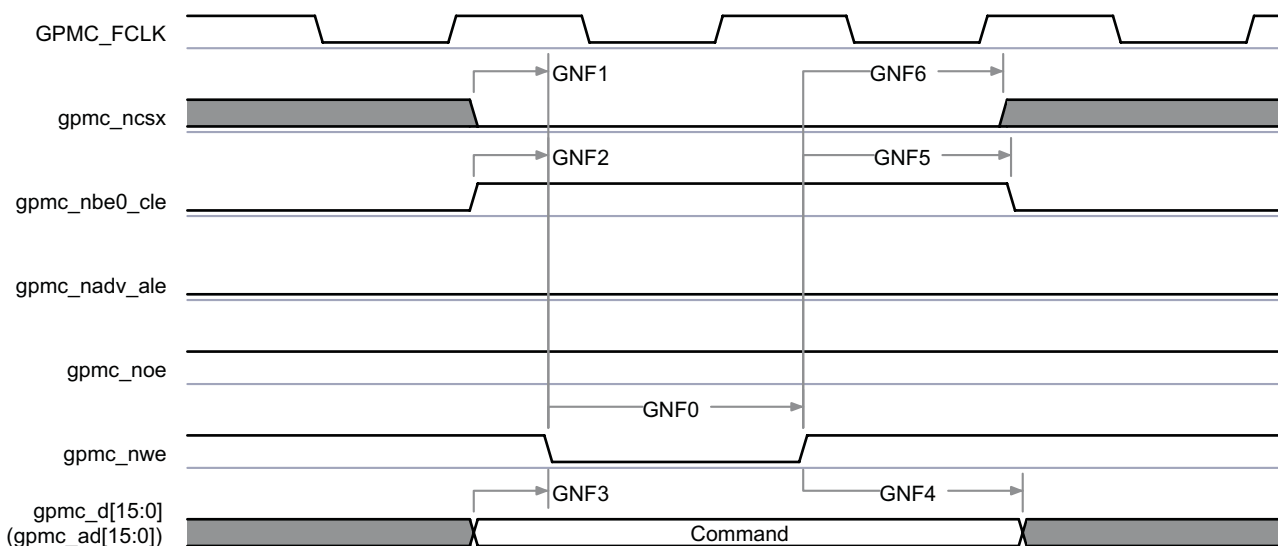 GPMC_FCLK
GNF1
GNF6
gpmc_ncsx
GNF2
GNF5
gpmc_nbe0_cle
gpmc_nadv_ale
gpmc_noe
GNF0
gpmc_nwe
GNF3
GNF4
gpmc_d[15:0]
(gpmc_ad[15:0])
Command